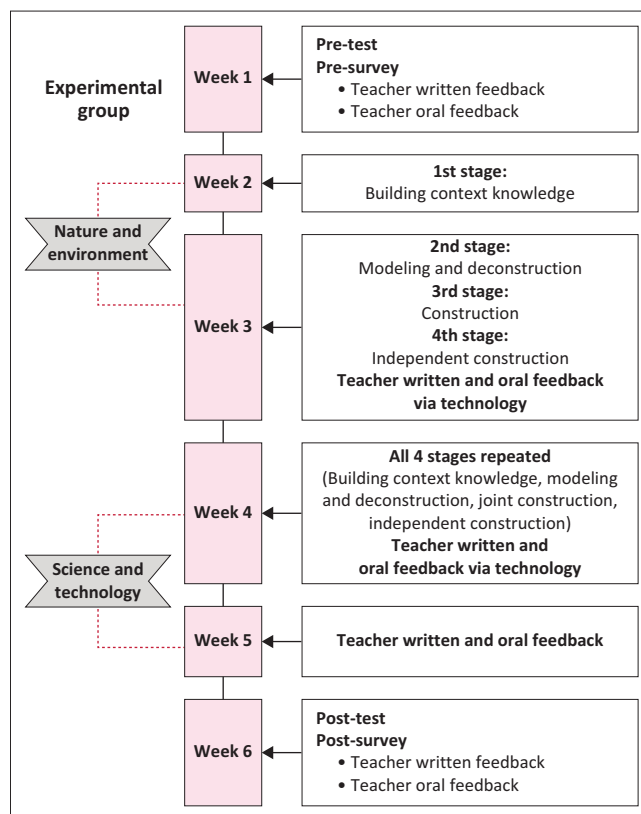 Experimental
group
Week 1
Pre-test
Pre-survey
• Teacher written feedback
• Teacher oral feedback
Week 2
1st stage:
Building context knowledge
Nature and
environment
Week 3
2nd stage:
Modeling and deconstruction
3rd stage:
Construction
4th stage:
Independent construction
Teacher written and oral feedback
via technology
Week 4
All 4 stages repeated
(Building context knowledge, modeling
and deconstruction, joint construction,
independent construction)
Teacher written and
oral feedback via technology
Science and
technology
Week 5
Teacher written and oral feedback
Week 6
Post-test
Post-survey
• Teacher written feedback
• Teacher oral feedback